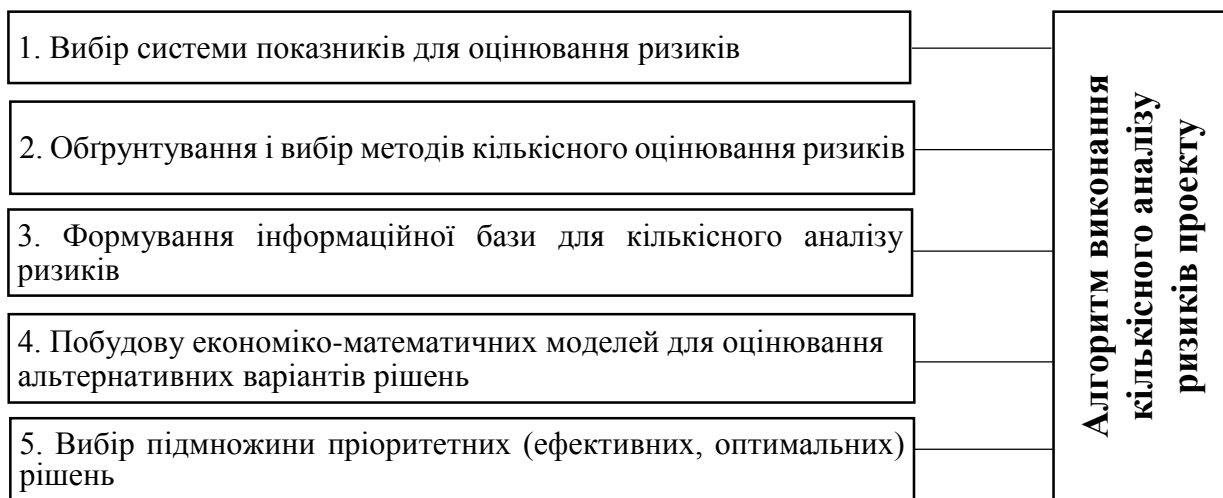 1. Вибір системи показників для оцінювання ризиків
2. Обґрунтування і вибір методів кількісного оцінювання ризиків
3. Формування інформаційної бази для кількісного аналізу
ризиків
4. Побудову економіко-математичних моделей для оцінювання
альтернативних варіантів рішень
5. Вибір підмножини пріоритетних (ефективних, оптимальних)
рішень
Алгоритм виконання
кількісного аналізу
ризиків проекту